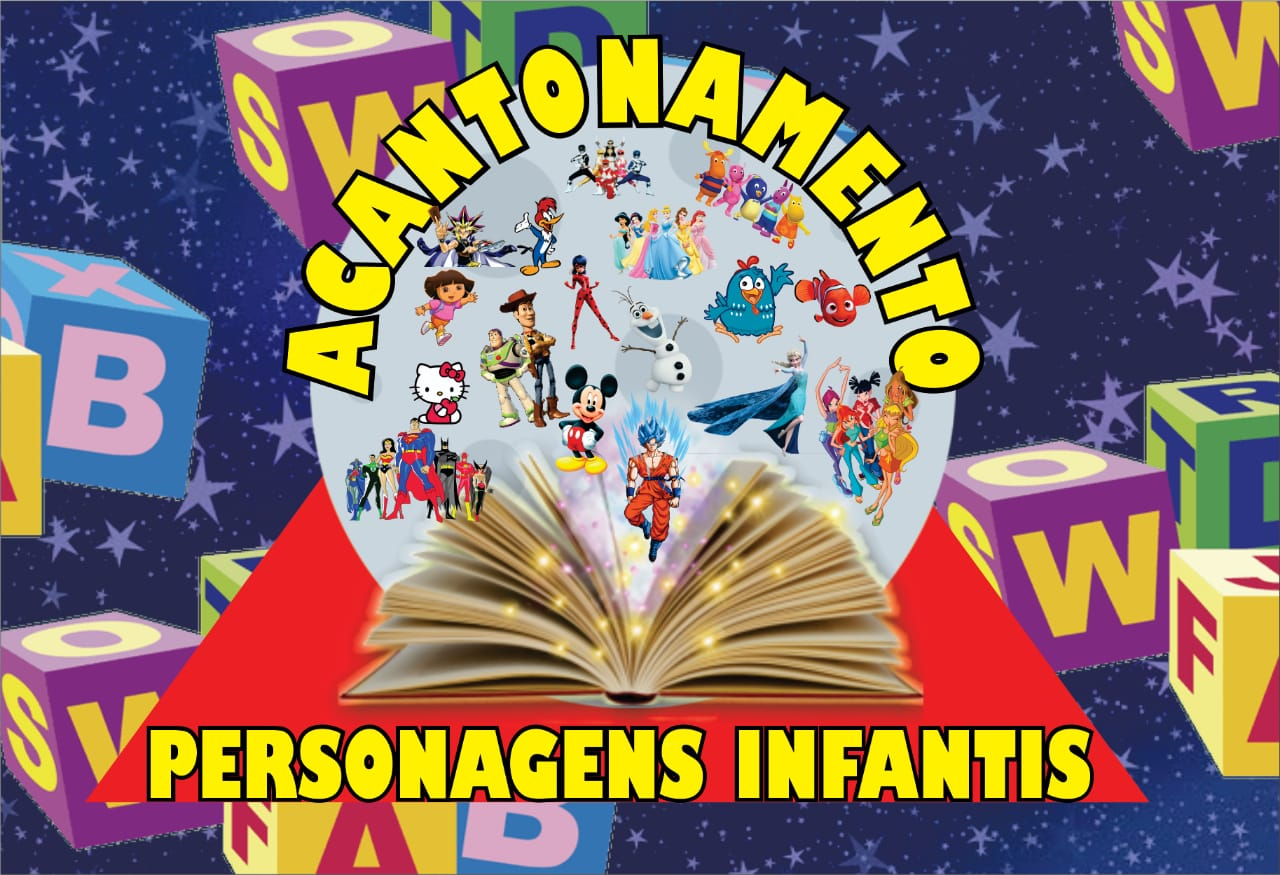 ACANTONAMENTO
PERSONAGENS INFANTIS
O
S W
D
S W
X
B
A
R
T D
O
S W
F A
O
S W
F A
B